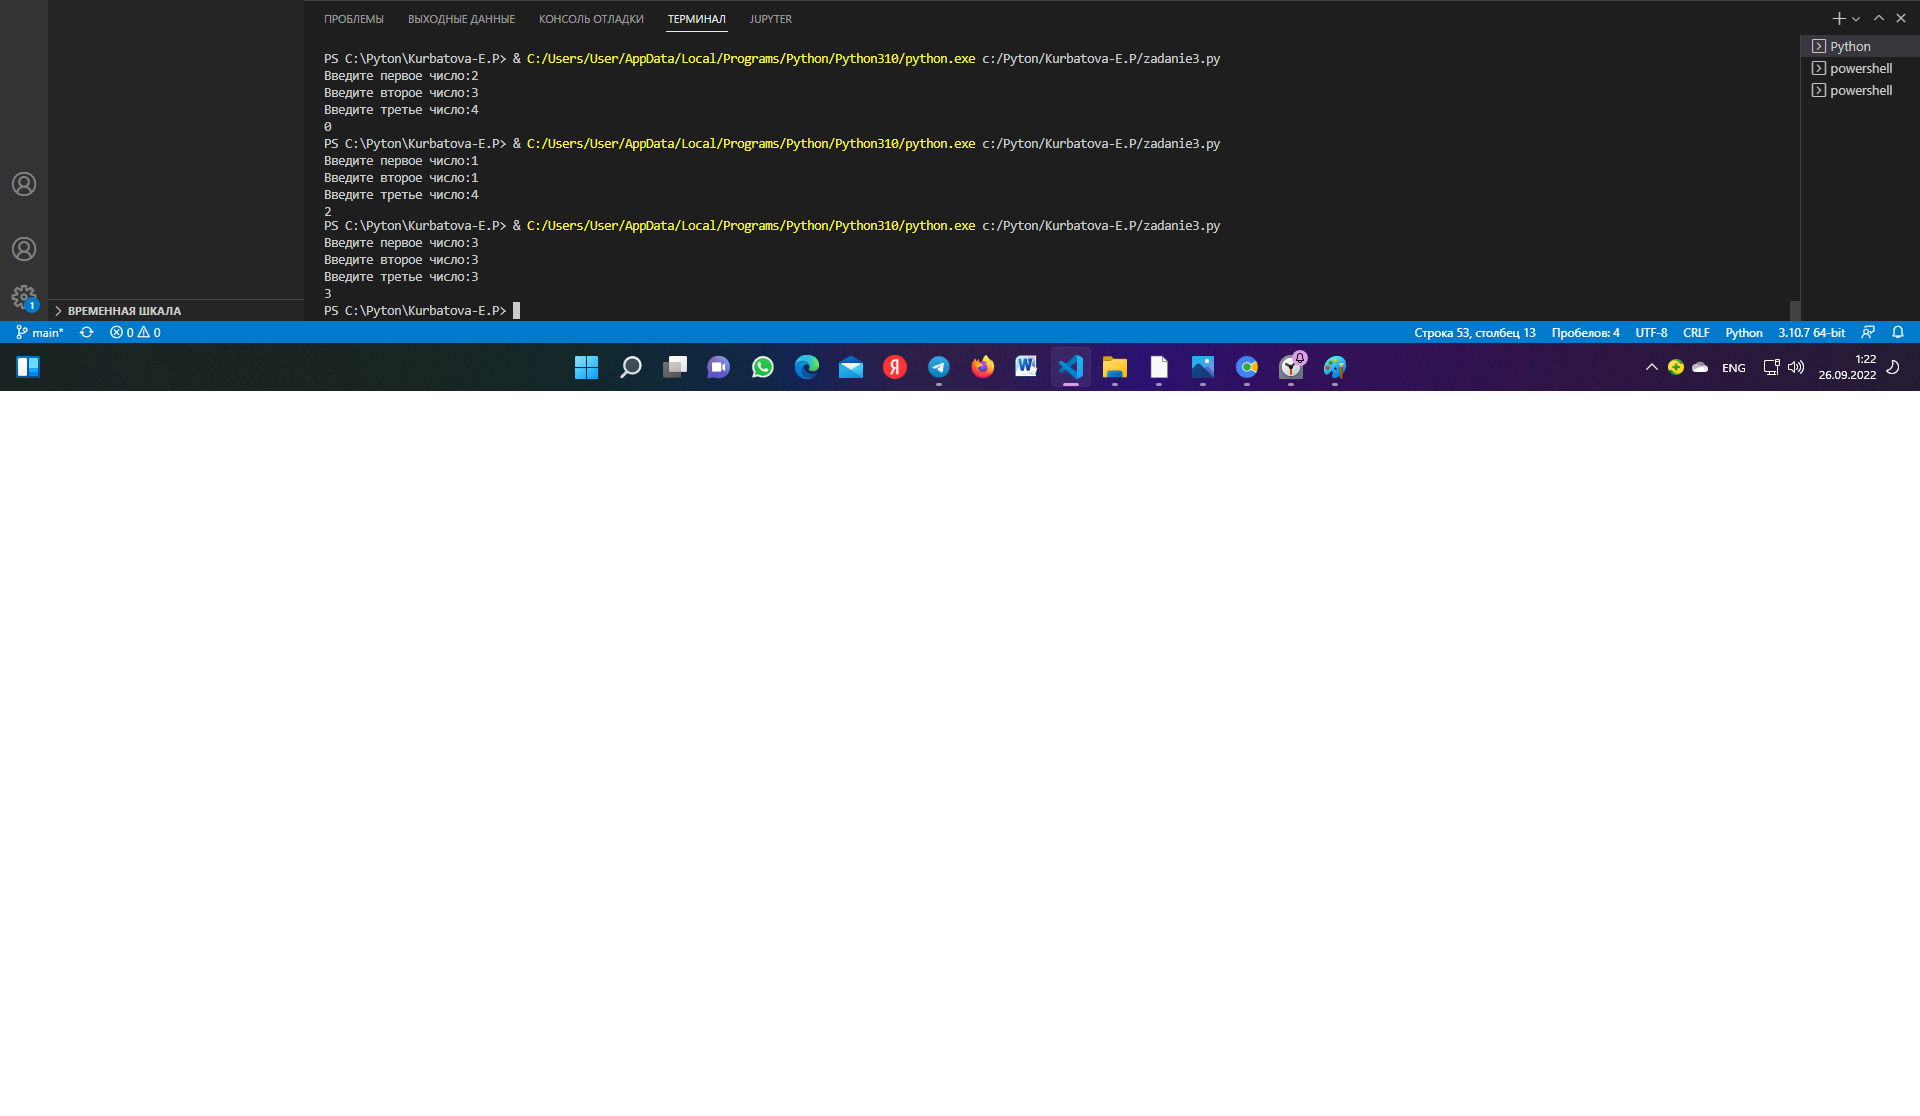 ПРОБЛЕМЫ ВЫХОДНЫЕ ДАННЫЕ КОНСОЛЬ ОТЛАДКИ ТЕРМИНАЛ JUPYTER
PS C:\Pyton\Kurbatova-E.P> & C:/Users/User/AppData/Local/Programs/Python/Python310/python.exe c:/Pyton/Kurbatova-E.P/zadanie3.py
Введите первое число:2
Введите второе число:3
Введите третье число:4
0
PS C:\Pyton\Kurbatova-E.P> & C:/Users/User/AppData/Local/Programs/Python/Python310/python.exe c:/Pyton/Kurbatova-E.P/zadanie3.py
Введите первое число:1
Введите второе число:1
Введите третье число:4
2
PS C:\Pyton\Kurbatova-E.P> & C:/Users/User/AppData/Local/Programs/Python/Python310/python.exe c:/Pyton/Kurbatova-E.P/zadanie3.py
Введите первое число:3
Введите второе число:3
Введите третье число:3
3
PS C:\Pyton\Kurbatova-E.P>
Python
powershell
powershell
1
ВРЕМЕННАЯ ШКАЛА
main* 0 0 Строка 53, столбец 13 Пробелов: 4 UTF-8 CRLF Python 3.10.7 64-bit
Я W ENG 1:22
26.09.2022